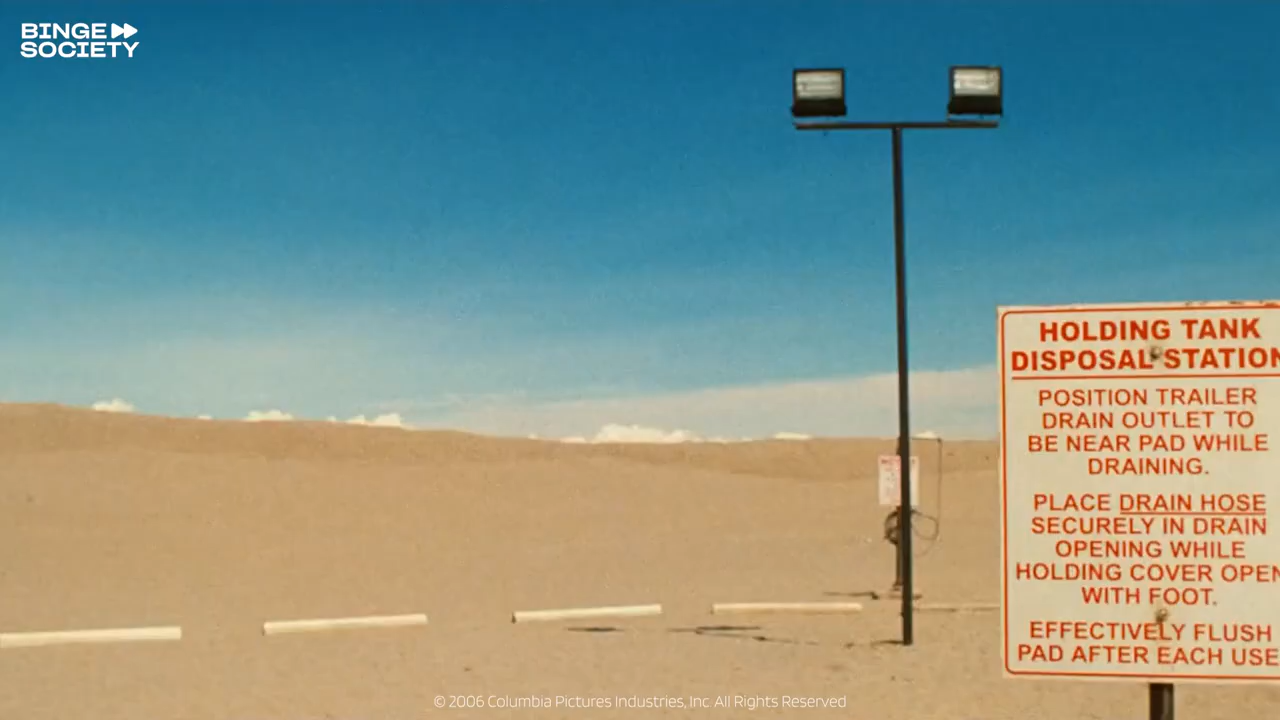 BINGE
SOCIETY
HOLDING TANK
DISPOSAL STATION
POSITION TRAILER
DRAIN OUTLET TO
BE NEAR PAD WHILE
DRAINING.
PLACE DRAIN HOSE
SECURELY IN DRAIN
OPENING WHILE
HOLDING COVER OPEN
WITH FOOT.
EFFECTIVELY FLUSH
PAD AFTER EACH USE
© 2006 Columbia Pictures Industries, Inc. All Rights Reserved